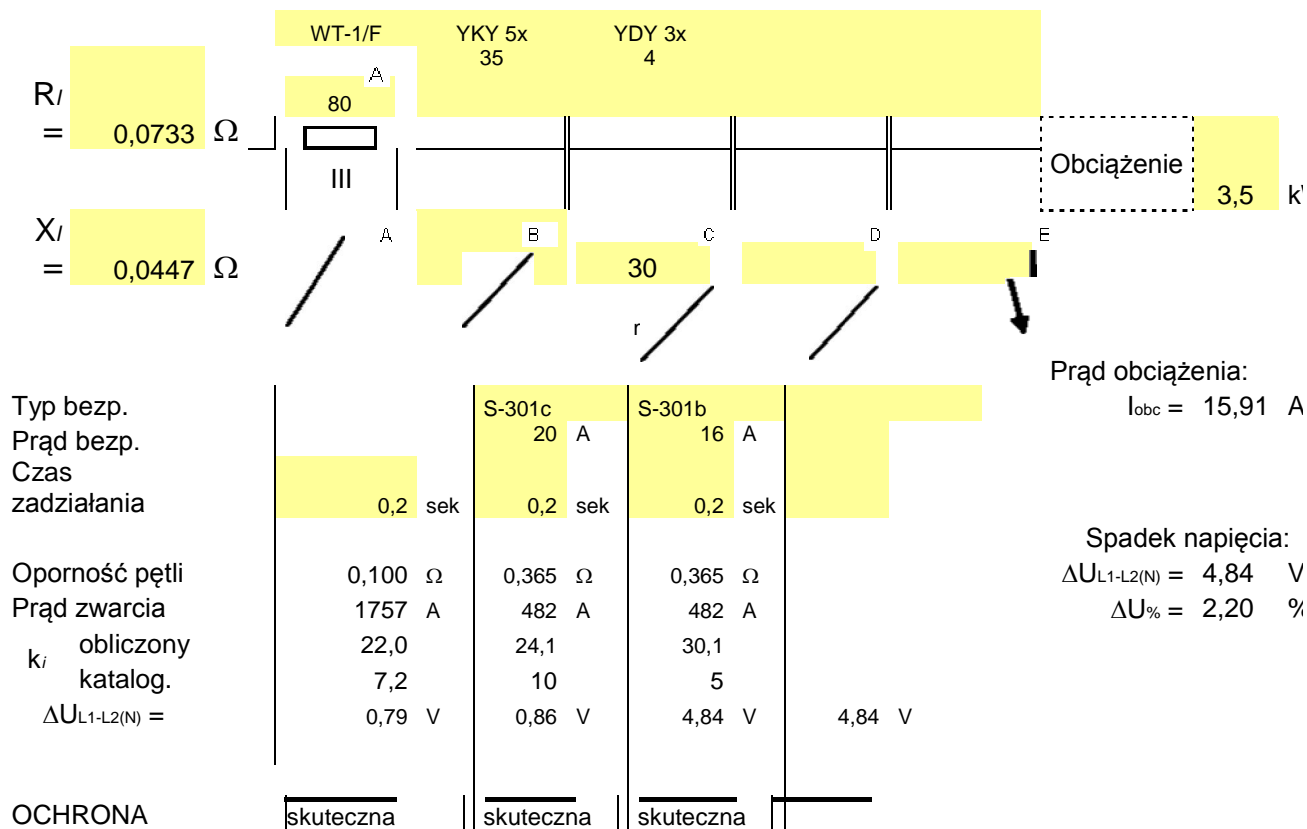 WT-1/F YKY 5x YDY 3x
35 4
A
Rl
= 0,0733 Ω
80
III
Obciążenie
3,5
Xl
= 0,0447 Ω
A B C D E
30
r
Prąd obciążenia:
Iobc = 15,91 A
Typ bezp. S-301c S-301b
Prąd bezp. 20 A 16 A
Czas
zadziałania 0,2 sek 0,2 sek 0,2 sek
Spadek napięcia:
Oporność pętli 0,100 Ω 0,365 Ω 0,365 Ω
ΔUL1-L2(N) = 4,84 V
Prąd zwarcia 1757 A 482 A 482 A
ΔU% = 2,20 %
ki obliczony 22,0 24,1 30,1
katalog. 7,2 10 5
ΔUL1-L2(N) = 0,79 V 0,86 V 4,84 V 4,84 V
OCHRONA skuteczna skuteczna skuteczna